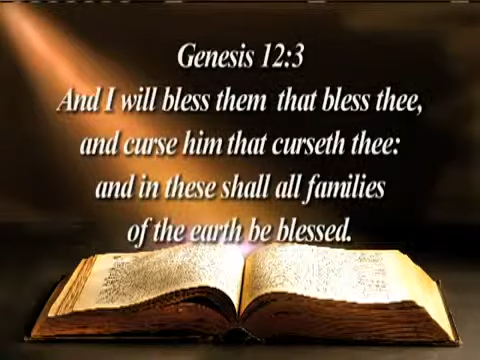 Genesis 12:3
And I will bless them that bless thee,
and curse him that curseth thee:
and in these shall all families
of the earth be blessed.